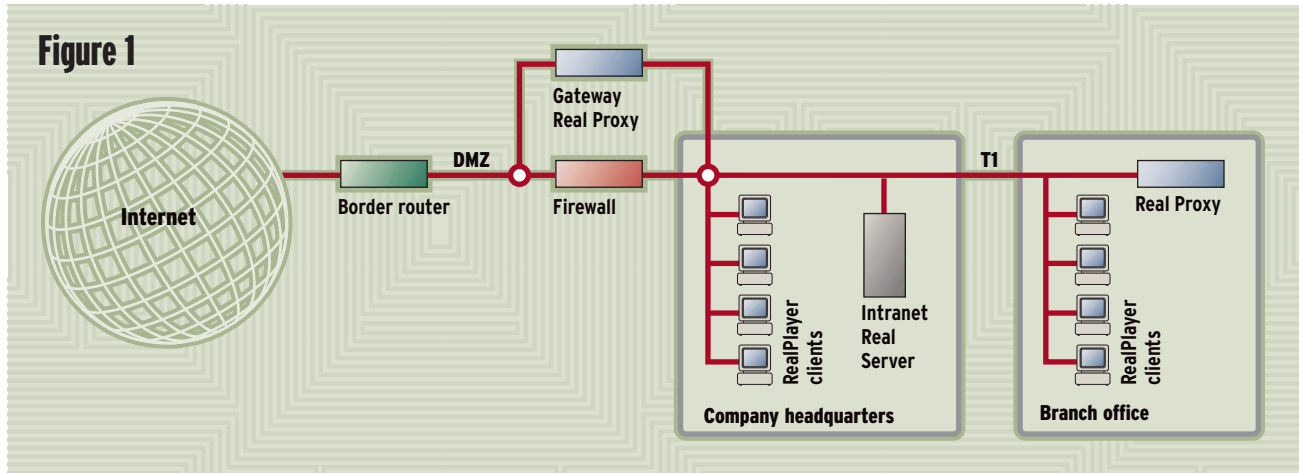 Figure 1
Internet
Border router
DMZ
Gateway
Real Proxy
Firewall
RealPlayer
clients
Intranet
Real
Server
Company headquarters
T1
Real Proxy
RealPlayer
clients
Branch office